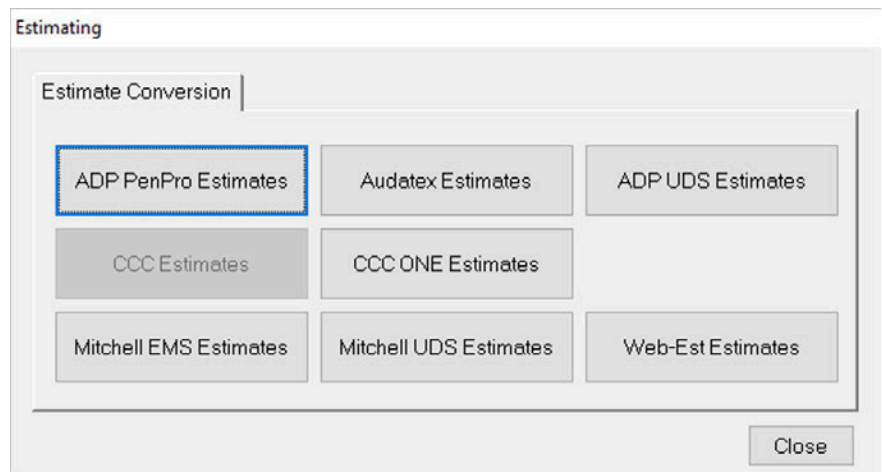 Estimating
Estimate Conversion
ADP PenPro Estimates
Audatex Estimates
ADP UDS Estimates
CCC Estimates
CCC ONE Estimates
Mitchell EMS Estimates
Mitchell UDS Estimates
Web-Est Estimates
Close